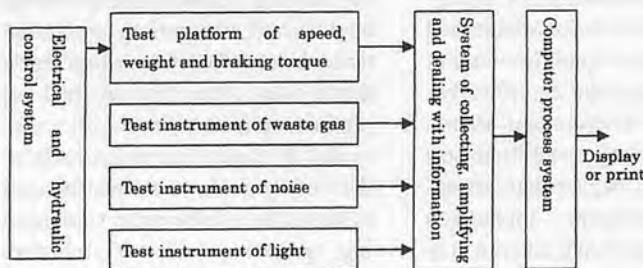 Electrical and hydraulic
control system
Test platform of speed,
weight and braking torque
Test instrument of waste gas
Test instrument of noise
Test instrument of light
System of collecting, amplifying
and dealing with information
Computer process system
Display
or print